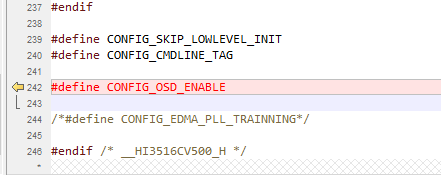 237 #endif
238
239 #define CONFIG_SKIP_LOWLEVEL_INIT
240 #define CONFIG_CMDLINE_TAG
241
242 #define CONFIG_OSD_ENABLE
243
244 /*#define CONFIG_EDMA_PLL_TRAINNING*/
245
246 #endif /* __HI3516CV500_H */
*